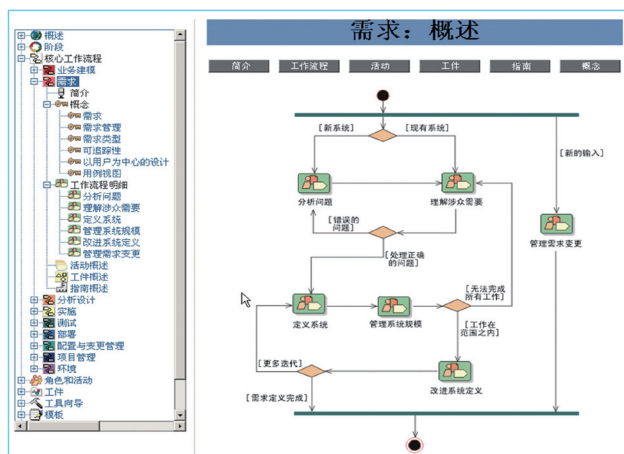 概述
阶段
核心工作流程
业务建模
需求
简介
概念
需求
需求管理
需求类型
可追踪性
以用户为中心的设计
用例视图
工作流程明细
分析问题
理解涉众需要
定义系统
管理系统规模
改进系统定义
管理需求变更
活动概述
工件概述
指南概述
分析设计
实施
测试
部署
配置与变更管理
项目管理
环境
角色和活动
工件
工具向导
模板
需求：概述
简介 工作流程 活动 工件 指南 概念
[新系统] [现有系统]
[新的输入]
分析问题 理解涉众需要
[错误的
问题]
管理需求变更
[处理正确
的问题]
[无法完成
所有工作]
定义系统 管理系统规模
[工作在
范围之内]
[更多迭代]
改进系统定义
[需求定义完成]